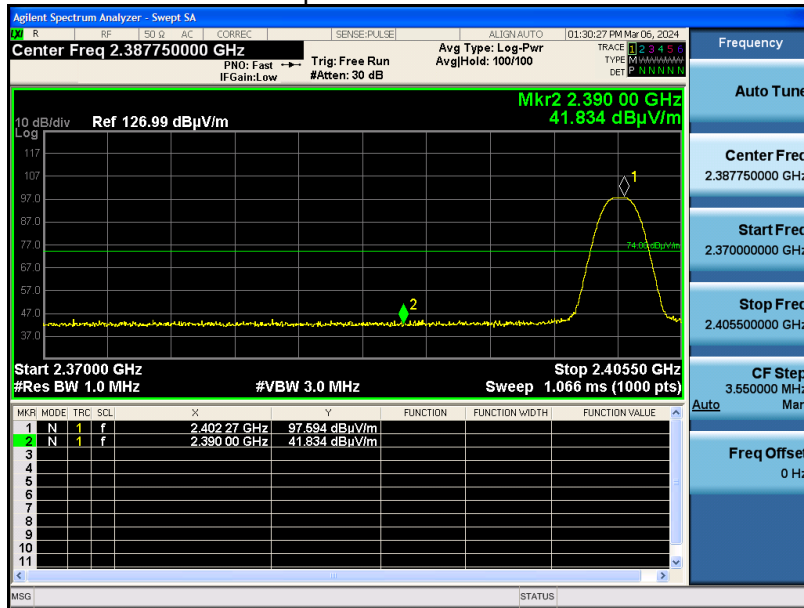 Agilent Spectrum Analyzer - Swept SA
LXI R RF 50 Ω AC CORREC SENSE:PULSE ALIGNAUTO 01:30:27 PM Mar 06, 2024
Center Freq 2.387750000 GHz
PNO: Fast
IFGain:Low
Trig: Free Run
#Atten: 30 dB
Avg Type: Log-Pwr
Avg|Hold: 100/100
TRACE 1 2 3 4 5 6
TYPE M WWWWW
DET P N N N N N
Mkr2 2.390 00 GHz
41.834 dBµV/m
10 dB/div Ref 126.99 dBµV/m
Log
117
107
97.0
87.0
77.0
67.0
57.0
47.0
37.0
1
74.00 dBµV/m
2
Start 2.37000 GHz Stop 2.40550 GHz
#Res BW 1.0 MHz #VBW 3.0 MHz Sweep 1.066 ms (1000 pts)
MKR MODE TRC SCL X Y FUNCTION FUNCTION WIDTH FUNCTION VALUE
1 N 1 f 2.402 27 GHz 97.594 dBµV/m
2 N 1 f 2.390 00 GHz 41.834 dBµV/m
3
4
5
6
7
8
9
10
11
MSG STATUS
Frequency
Auto Tune
Center Freq
2.387750000 GHz
Start Freq
2.370000000 GHz
Stop Freq
2.405500000 GHz
CF Step
3.550000 MHz
Auto Man
Freq Offset
0 Hz